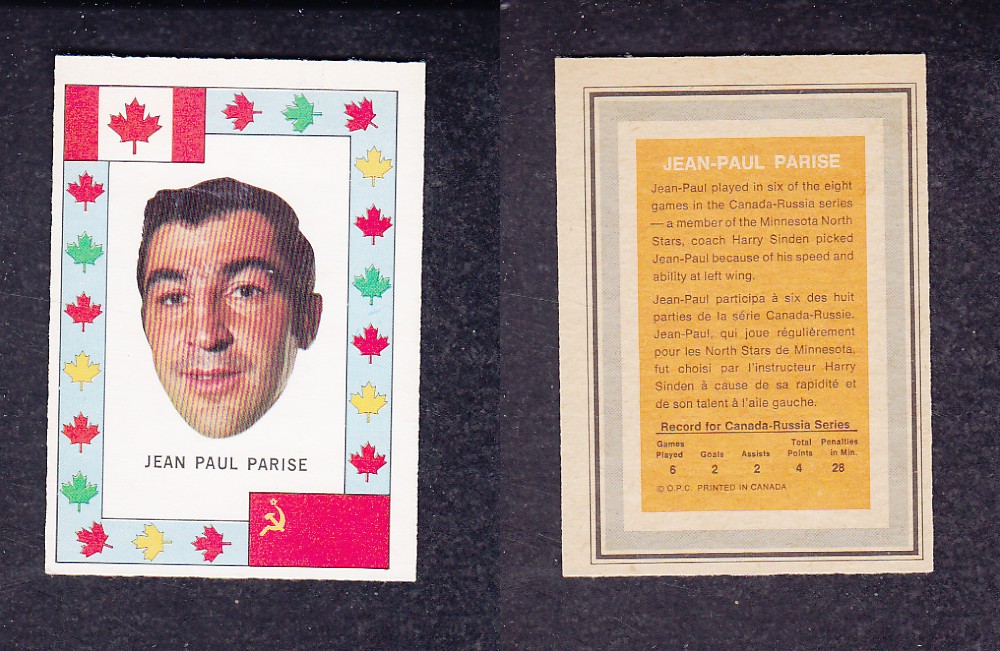 JEAN PAUL PARISE
JEAN-PAUL PARISE
Jean-Paul played in six of the eight
games in the Canada-Russia series
— a member of the Minnesota North
Stars, coach Harry Sinden picked
Jean-Paul because of his speed and
ability at left wing.
Jean-Paul participa à six des huit
parties de la série Canada-Russie.
Jean-Paul, qui joue régulièrement
pour les North Stars de Minnesota,
fut choisi par l'instructeur Harry
Sinden à cause de sa rapidité et
de son talent à l'aile gauche.
Record for Canada-Russia Series
Games Total Penalties
Played Goals Assists Points in Min.
6 2 2 4 28
© O.P.C. PRINTED IN CANADA